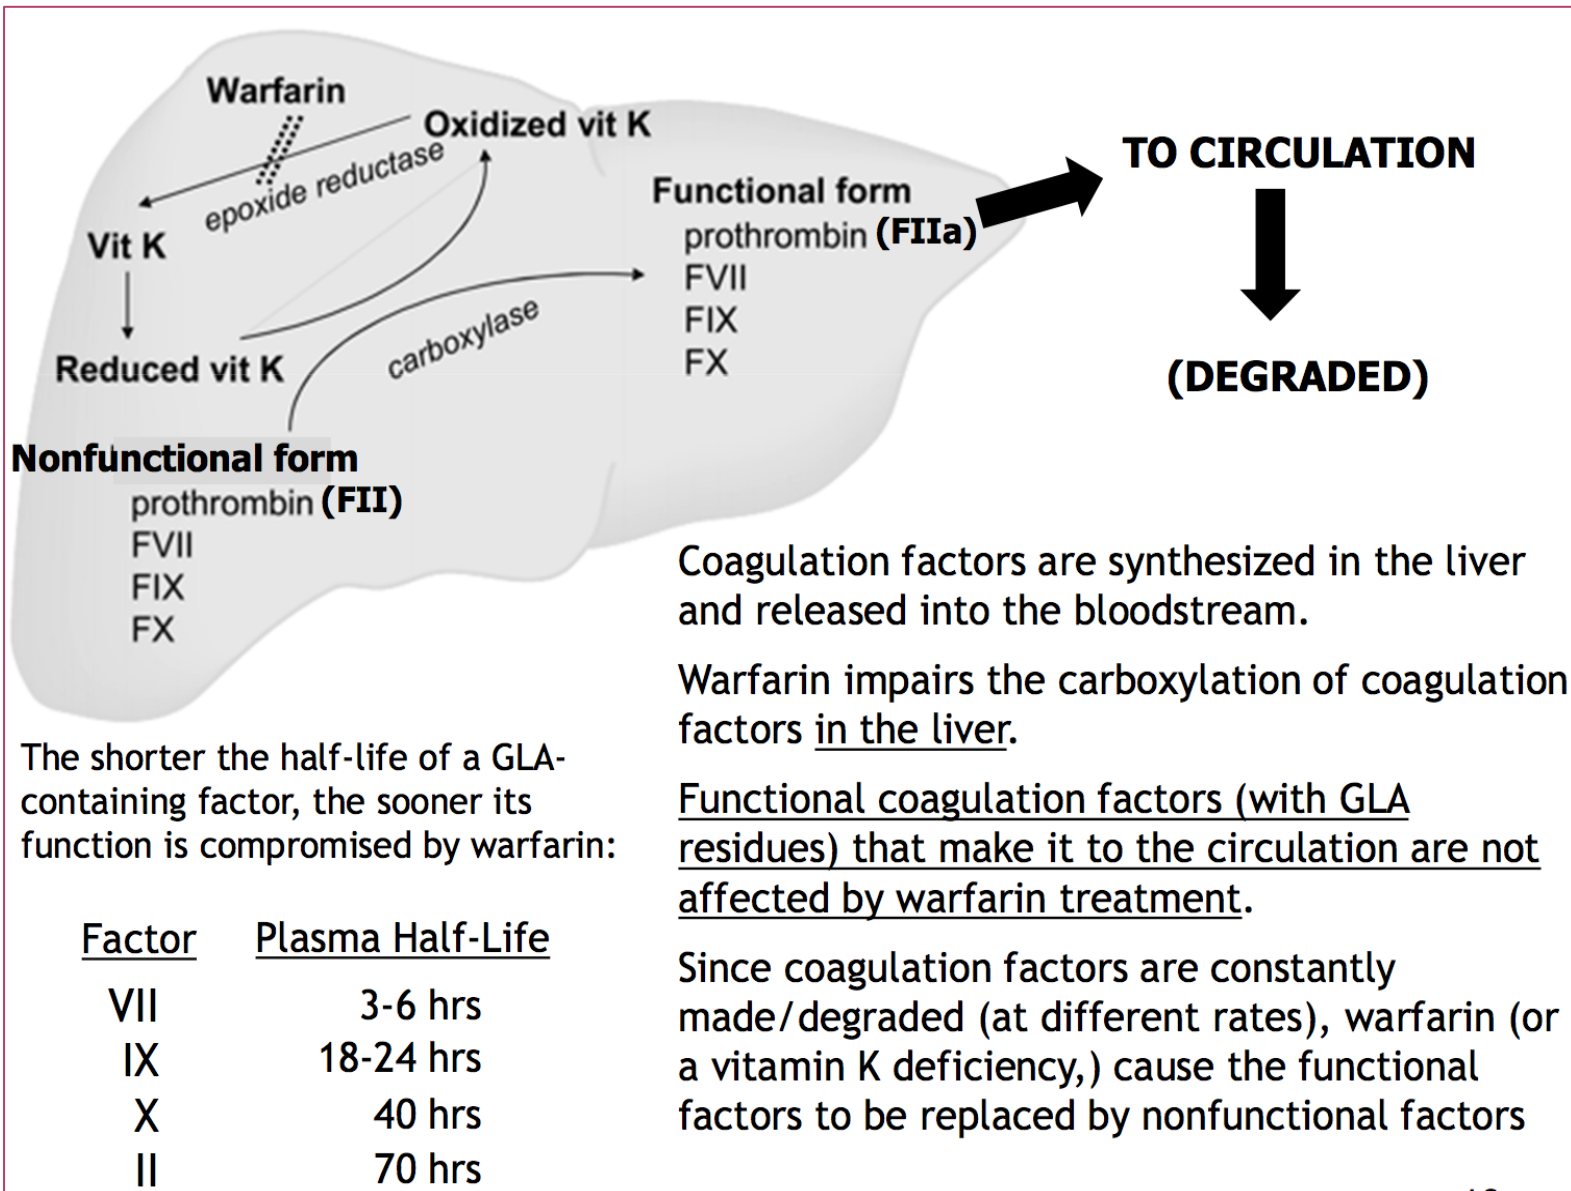 Warfarin
Oxidized vit K
epoxide reductase
Vit K
Reduced vit K
carboxylase
Nonfunctional form
prothrombin (FII)
FVII
FIX
FX
Functional form
prothrombin (FIIa)
FVII
FIX
FX
TO CIRCULATION
(DEGRADED)
Coagulation factors are synthesized in the liver
and released into the bloodstream.
Warfarin impairs the carboxylation of coagulation
factors in the liver.
Functional coagulation factors (with GLA
residues) that make it to the circulation are not
affected by warfarin treatment.
Since coagulation factors are constantly
made/degraded (at different rates), warfarin (or
a vitamin K deficiency,) cause the functional
factors to be replaced by nonfunctional factors
The shorter the half-life of a GLA-
containing factor, the sooner its
function is compromised by warfarin:
Factor Plasma Half-Life
VII 3-6 hrs
IX 18-24 hrs
X 40 hrs
II 70 hrs